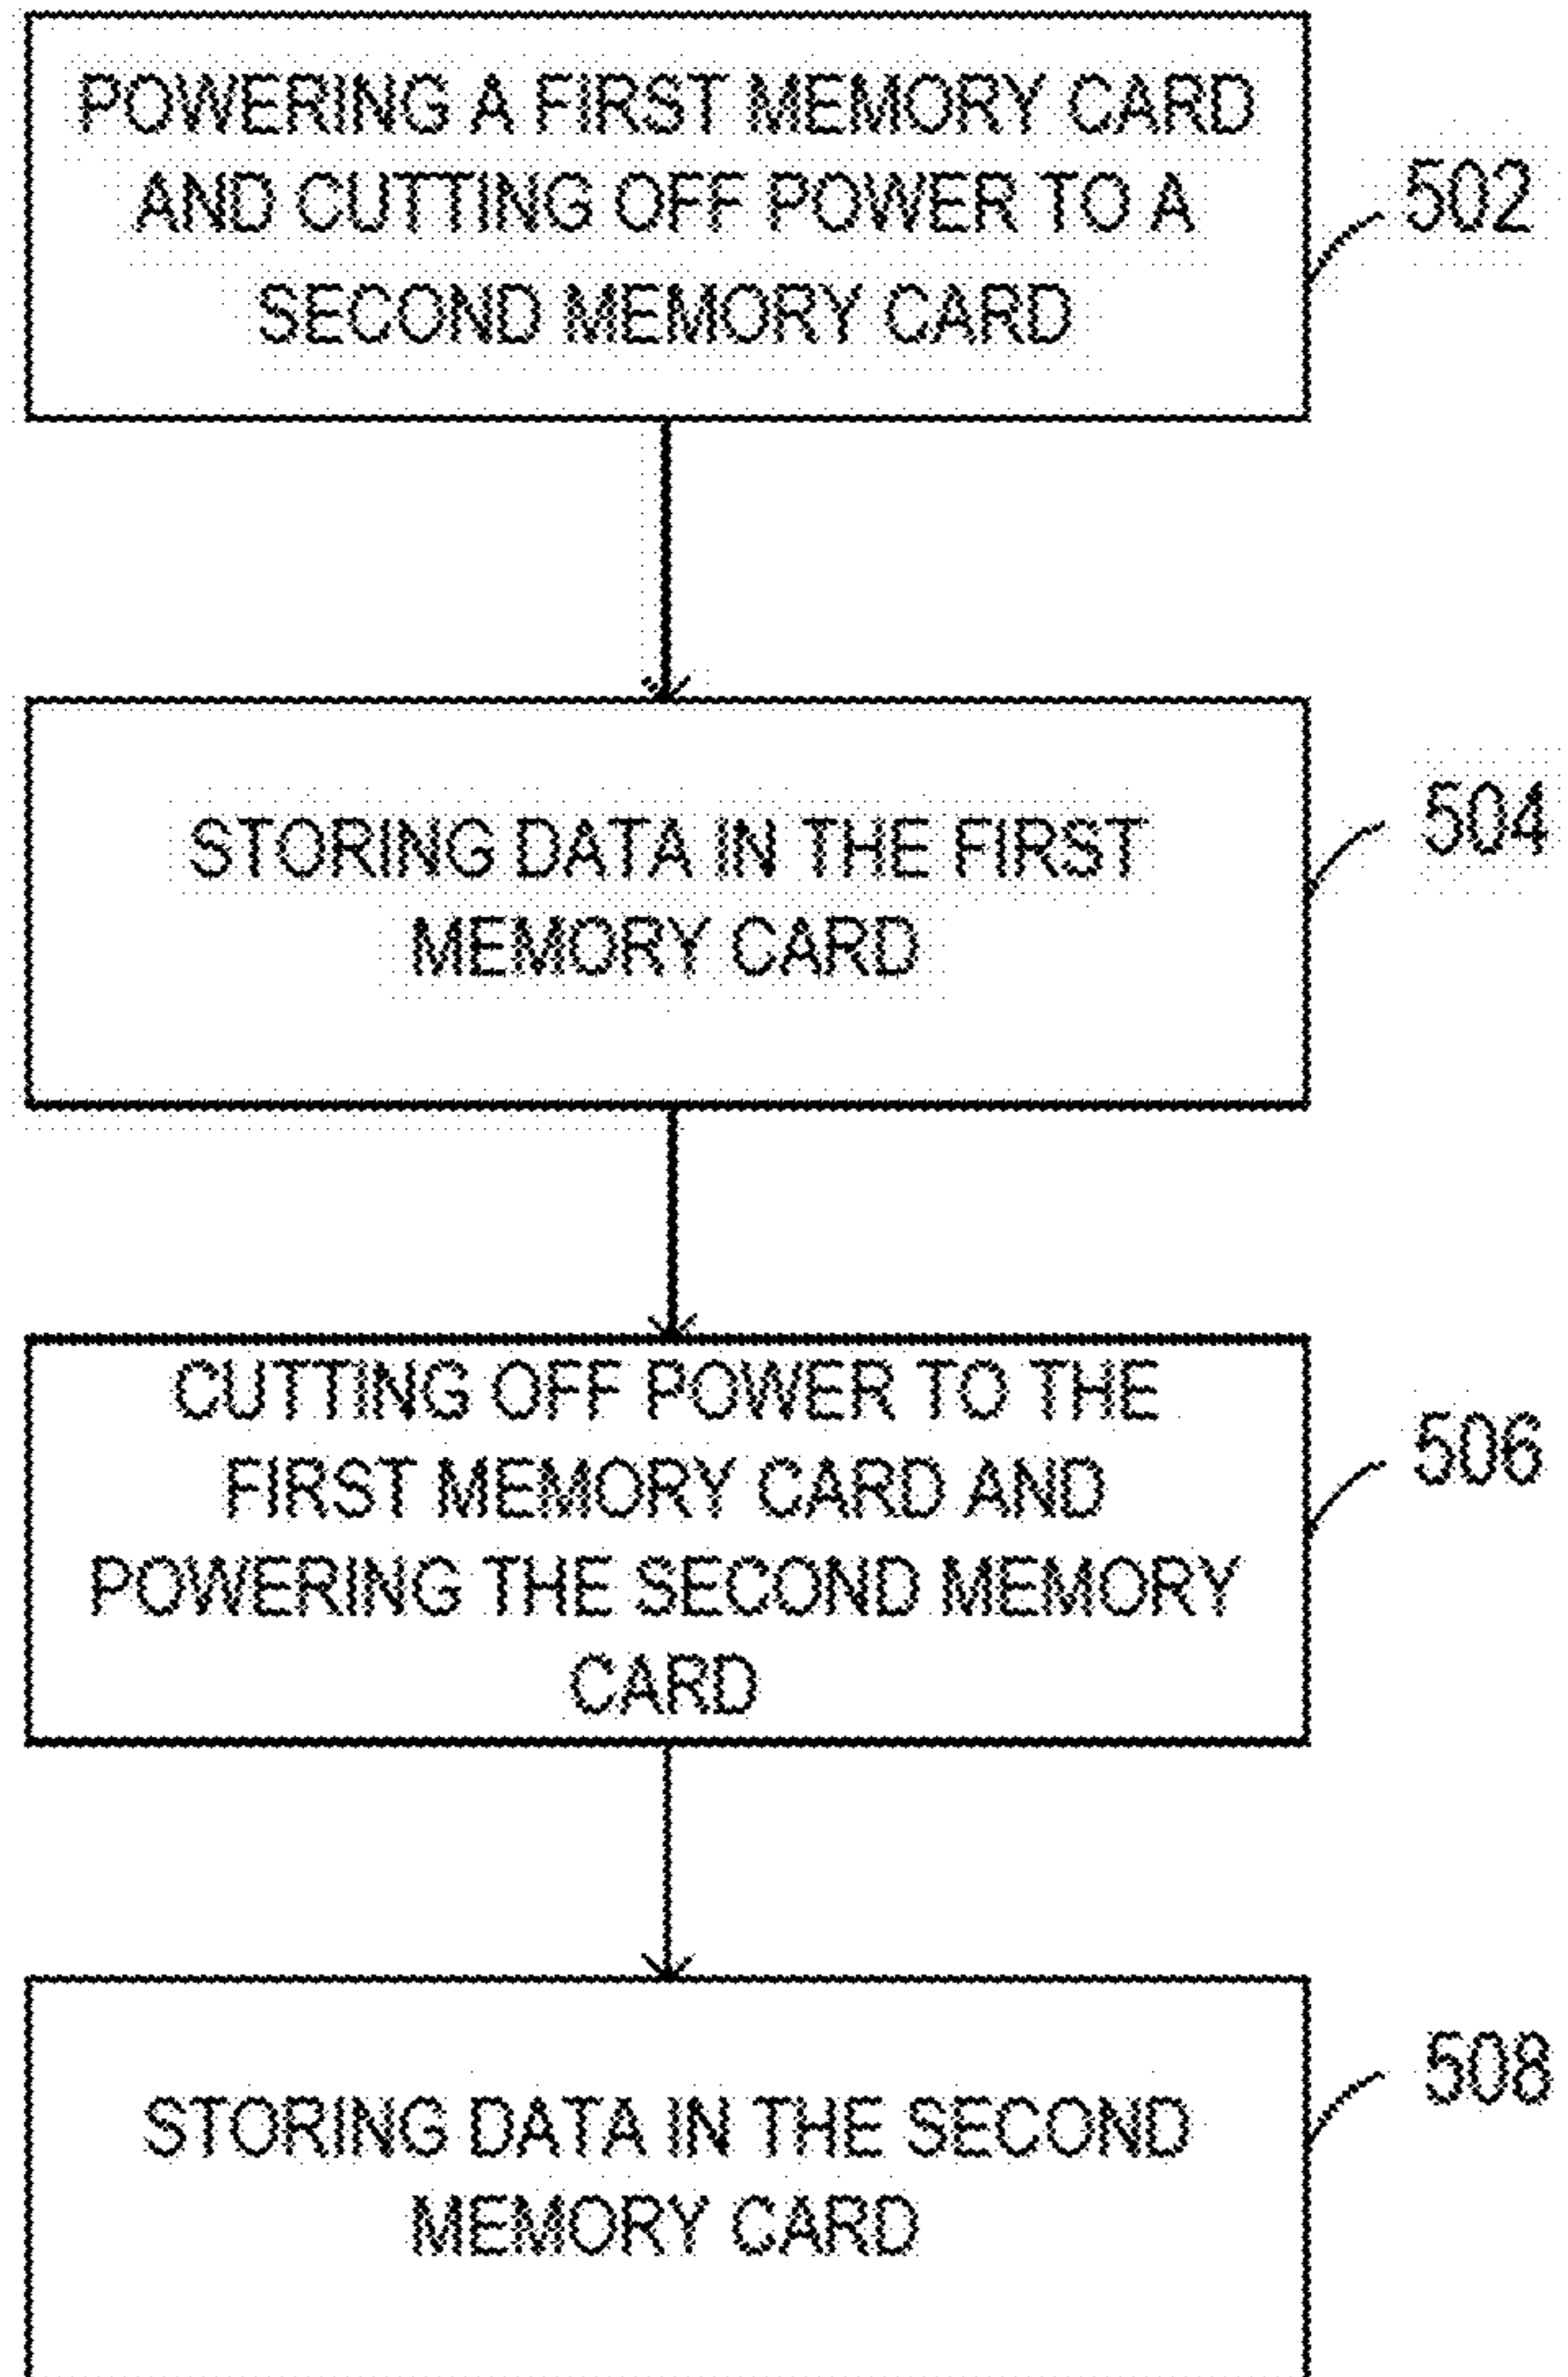 POWERING A FIRST MEMORY CARD
AND CUTTING OFF POWER TO A
SECOND MEMORY CARD
502
STORING DATA IN THE FIRST
MEMORY CARD
504
CUTTING OFF POWER TO THE
FIRST MEMORY CARD AND
POWERING THE SECOND MEMORY
CARD
506
STORING DATA IN THE SECOND
MEMORY CARD
508